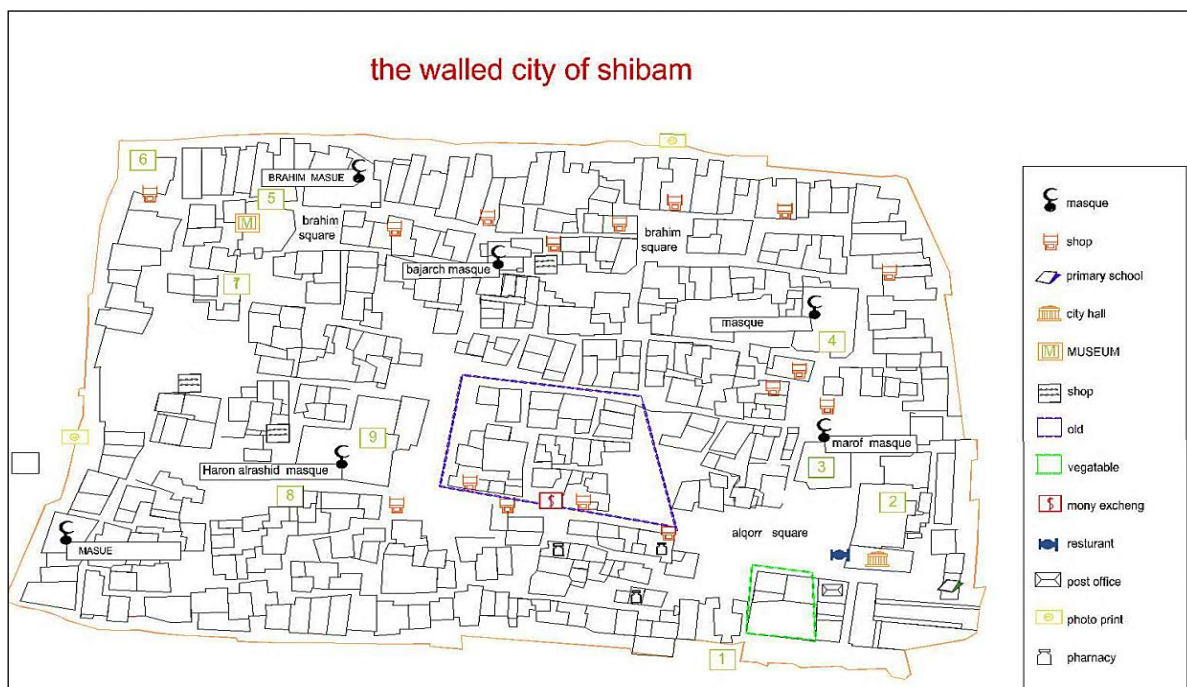 the walled city of shibam
6
BRAHIM MASUE
5
M
brahim
square
brahim
square
bajarch masque
7
masque
4
9
marof masque
Haron alrashid masque
3
8
2
$
alqorr square
MASUE
1
masque
shop
primary school
city hall
M
MUSEUM
shop
old
vegatable
$
mony excheng
resturant
post office
photo print
pharmacy